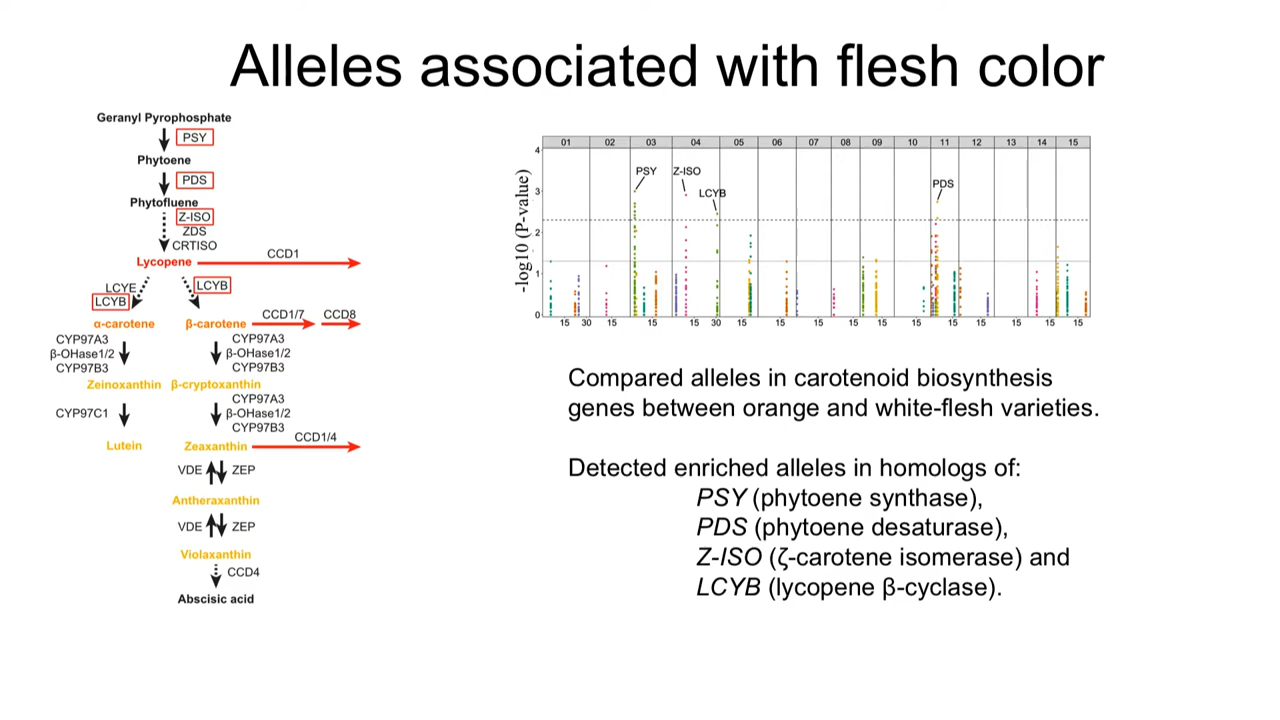 Alleles associated with flesh color
Geranyl Pyrophosphate
PSY
Phytoene
PDS
Phytofluene
Z-ISO
ZDS
CRTISO
Lycopene
CCD1
LCYE
LCYB
LCYB
α-carotene
β-carotene
CCD1/7
CCD8
CYP97A3
β-OHase1/2
CYP97B3
CYP97A3
β-OHase1/2
CYP97B3
Zeinoxanthin
β-cryptoxanthin
CYP97C1
CYP97A3
β-OHase1/2
CYP97B3
Lutein
Zeaxanthin
CCD1/4
VDE
ZEP
Antheraxanthin
VDE
ZEP
Violaxanthin
CCD4
Abscisic acid
01 02 03 04 05 06 07 08 09 10 11 12 13 14 15
-log10 (P-value)
4
3
2
1
0
PSY
Z-ISO
LCYB
PDS
15 30 15 15 15 30 15 15 15 15 15 15 15 15 15 15 15
Compared alleles in carotenoid biosynthesis
genes between orange and white-flesh varieties.
Detected enriched alleles in homologs of:
PSY (phytoene synthase),
PDS (phytoene desaturase),
Z-ISO (ζ-carotene isomerase) and
LCYB (lycopene β-cyclase).